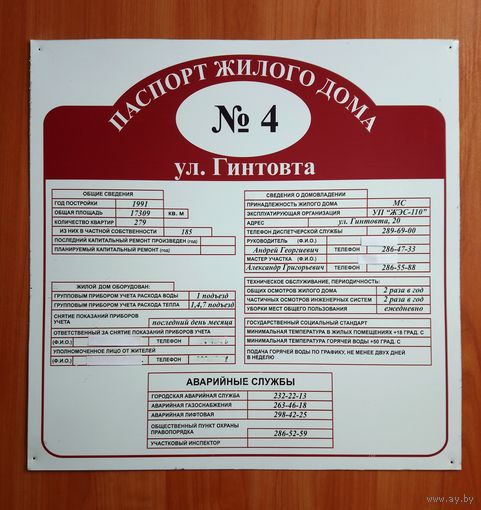 ПАСПОРТ ЖИЛОГО ДОМА
№ 4
ул. Гинтовта
ОБЩИЕ СВЕДЕНИЯ
ГОД ПОСТРОЙКИ 1991
ОБЩАЯ ПЛОЩАДЬ 17309 КВ. М
КОЛИЧЕСТВО КВАРТИР 279
ИЗ НИХ В ЧАСТНОЙ СОБСТВЕННОСТИ 185
ПОСЛЕДНИЙ КАПИТАЛЬНЫЙ РЕМОНТ ПРОИЗВЕДЕН (год)
ПЛАНИРУЕМЫЙ КАПИТАЛЬНЫЙ РЕМОНТ (год)
ЖИЛОЙ ДОМ ОБОРУДОВАН:
ГРУППОВЫМ ПРИБОРОМ УЧЕТА РАСХОДА ВОДЫ 1 подъезд
ГРУППОВЫМ ПРИБОРОМ УЧЕТА РАСХОДА ТЕПЛА 1,4,7 подъезд
СНЯТИЕ ПОКАЗАНИЙ ПРИБОРОВ
УЧЕТА последний день месяца
ОТВЕТСТВЕННЫЙ ЗА СНЯТИЕ ПОКАЗАНИЙ ПРИБОРОВ УЧЕТА
(Ф.И.О.) ТЕЛЕФОН
УПОЛНОМОЧЕННОЕ ЛИЦО ОТ ЖИТЕЛЕЙ
(Ф.И.О.) ТЕЛЕФОН
СВЕДЕНИЯ О ДОМОВЛАДЕНИИ
ПРИНАДЛЕЖНОСТЬ ЖИЛОГО ДОМА МС
ЭКСПЛУАТИРУЮЩАЯ ОРГАНИЗАЦИЯ УП "ЖЭС-110"
АДРЕС ул. Гинтовта, 20
ТЕЛЕФОН ДИСПЕТЧЕРСКОЙ СЛУЖБЫ 289-69-00
РУКОВОДИТЕЛЬ (Ф.И.О.)
Андрей Георгиевич ТЕЛЕФОН 286-47-33
МАСТЕР УЧАСТКА (Ф.И.О.)
Александр Григорьевич ТЕЛЕФОН 286-55-88
ТЕХНИЧЕСКОЕ ОБСЛУЖИВАНИЕ, ПЕРИОДИЧНОСТЬ:
ОБЩИХ ОСМОТРОВ ЖИЛОГО ДОМА 2 раза в год
ЧАСТИЧНЫХ ОСМОТРОВ ИНЖЕНЕРНЫХ СИСТЕМ 2 раза в год
УБОРКИ МЕСТ ОБЩЕГО ПОЛЬЗОВАНИЯ ежедневно
ГОСУДАРСТВЕННЫЙ СОЦИАЛЬНЫЙ СТАНДАРТ
МИНИМАЛЬНАЯ ТЕМПЕРАТУРА В ЖИЛЫХ ПОМЕЩЕНИЯХ +18 ГРАД. С
МИНИМАЛЬНАЯ ТЕМПЕРАТУРА ГОРЯЧЕЙ ВОДЫ +50 ГРАД. С
ПОДАЧА ГОРЯЧЕЙ ВОДЫ ПО ГРАФИКУ, НЕ МЕНЕЕ ДВУХ ДНЕЙ
В НЕДЕЛЮ
АВАРИЙНЫЕ СЛУЖБЫ
ГОРОДСКАЯ АВАРИЙНАЯ СЛУЖБА 232-22-13
АВАРИЙНАЯ ГАЗОСНАБЖЕНИЯ 263-46-18
АВАРИЙНАЯ ЛИФТОВАЯ 298-42-25
ОБЩЕСТВЕННЫЙ ПУНКТ ОХРАНЫ
ПРАВОПОРЯДКА 286-52-59
УЧАСТКОВЫЙ ИНСПЕКТОР
www.ay.by